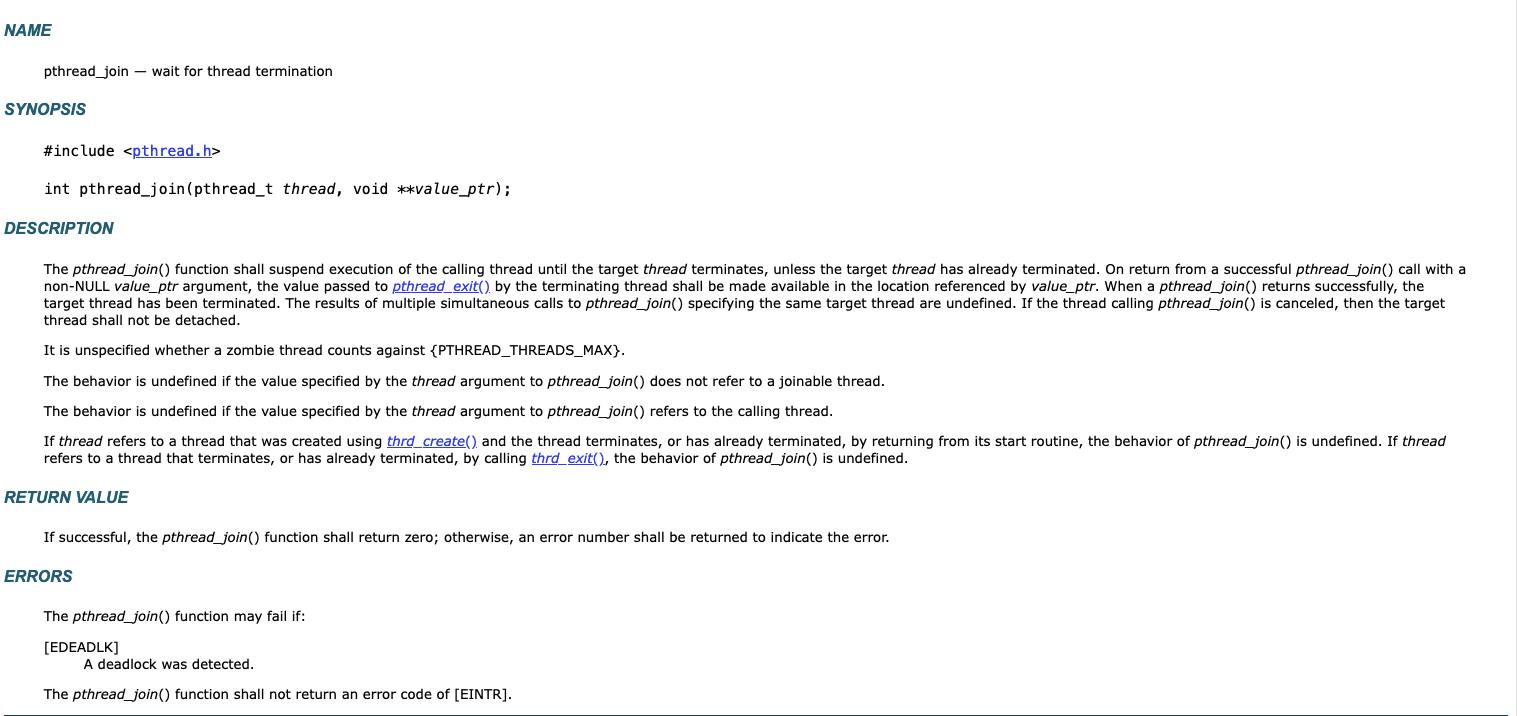 NAME
pthread_join — wait for thread termination
SYNOPSIS
#include <pthread.h>
int pthread_join(pthread_t thread, void **value_ptr);
DESCRIPTION
The pthread_join() function shall suspend execution of the calling thread until the target thread terminates, unless the target thread has already terminated. On return from a successful pthread_join() call with a
non-NULL value_ptr argument, the value passed to pthread_exit() by the terminating thread shall be made available in the location referenced by value_ptr. When a pthread_join() returns successfully, the
target thread has been terminated. The results of multiple simultaneous calls to pthread_join() specifying the same target thread are undefined. If the thread calling pthread_join() is canceled, then the target
thread shall not be detached.
It is unspecified whether a zombie thread counts against {PTHREAD_THREADS_MAX}.
The behavior is undefined if the value specified by the thread argument to pthread_join() does not refer to a joinable thread.
The behavior is undefined if the value specified by the thread argument to pthread_join() refers to the calling thread.
If thread refers to a thread that was created using thrd_create() and the thread terminates, or has already terminated, by returning from its start routine, the behavior of pthread_join() is undefined. If thread
refers to a thread that terminates, or has already terminated, by calling thrd_exit(), the behavior of pthread_join() is undefined.
RETURN VALUE
If successful, the pthread_join() function shall return zero; otherwise, an error number shall be returned to indicate the error.
ERRORS
The pthread_join() function may fail if:
[EDEADLK]
A deadlock was detected.
The pthread_join() function shall not return an error code of [EINTR].